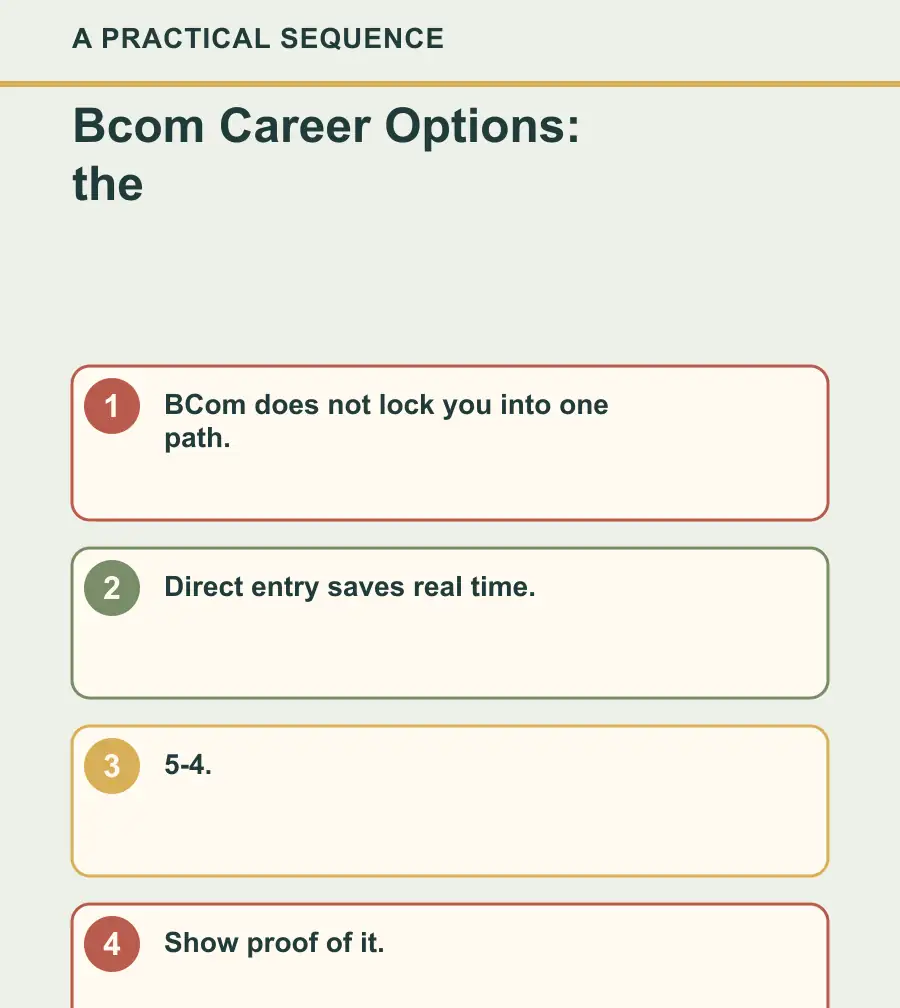 A PRACTICAL SEQUENCE
Bcom Career Options:
the
1
BCom does not lock you into one
path.
2
Direct entry saves real time.
3
5-4.
4
Show proof of it.